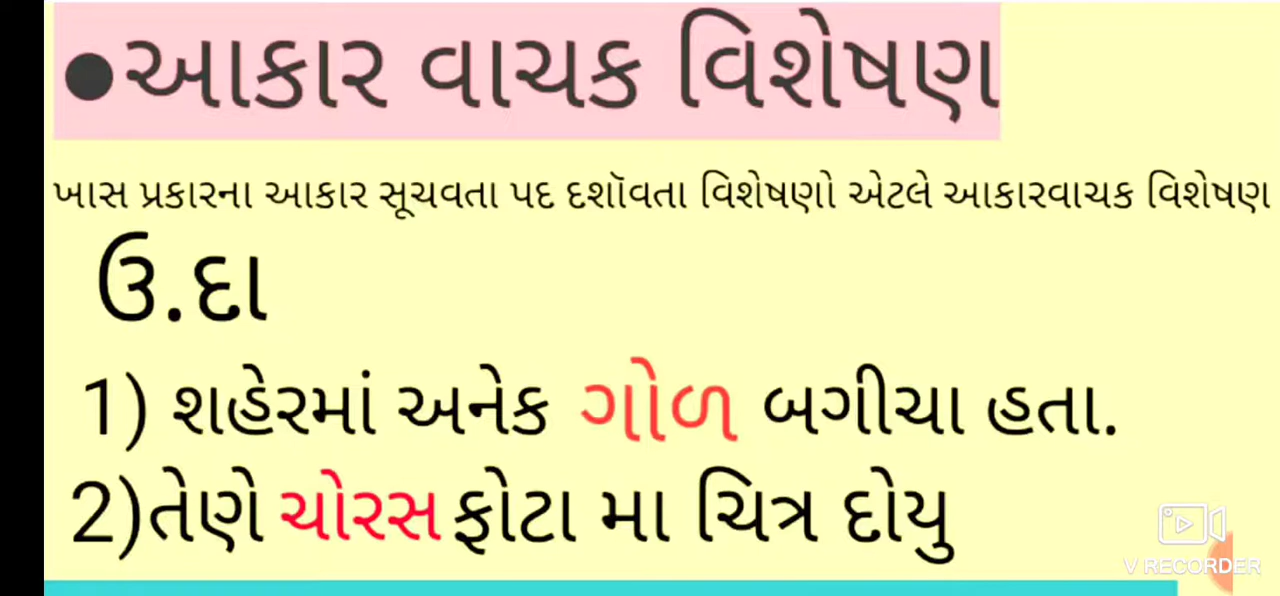 ●આકાર વાચક વિશેષણ
ખાસ પ્રકારના આકાર સૂચવતા પદ દર્શાવતા વિશેષણો એટલે આકારવાચક વિશેષણ
ઉ.દા
1) શહેરમાં અનેક ગોળ બગીચા હતા.
2)તેણે ચોરસ ફોટા મા ચિત્ર દોયુ
V RECORDER